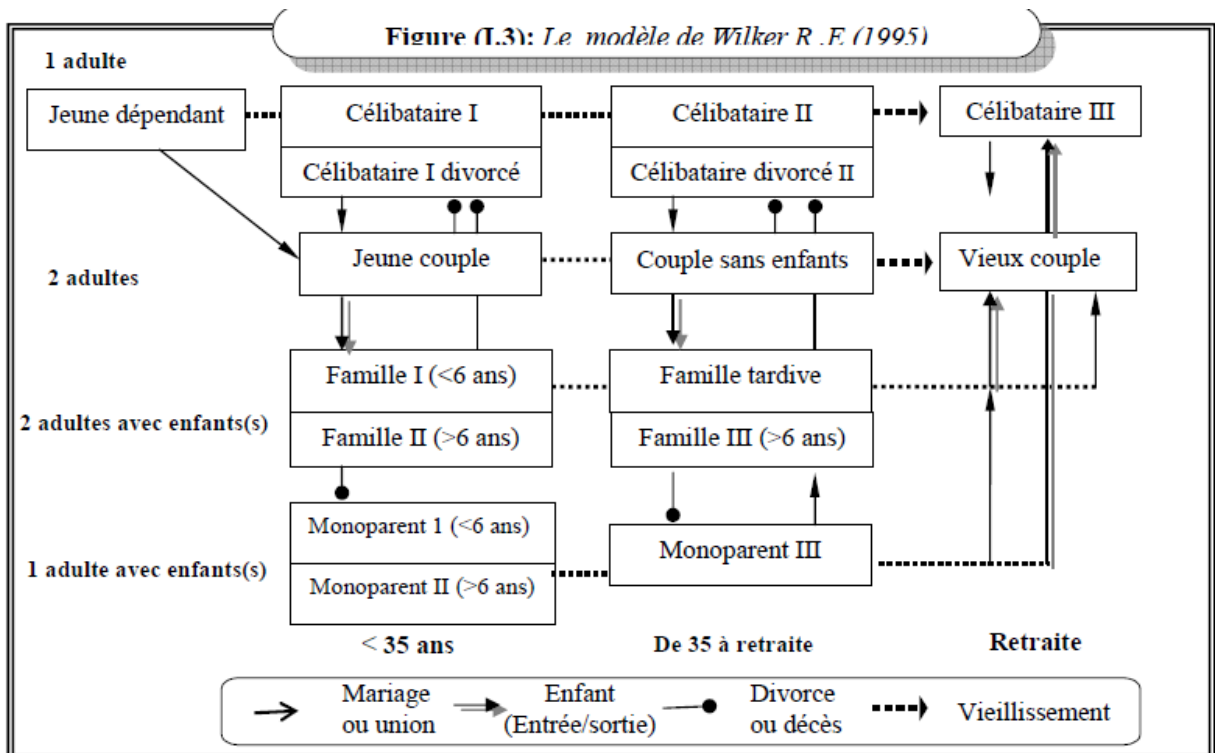 Figure (I.3): Le modèle de Wilker R .E (1995)
1 adulte
Jeune dépendant
Célibataire I
Célibataire II
Célibataire III
Célibataire I divorcé
Célibataire divorcé II
2 adultes
Jeune couple
Couple sans enfants
Vieux couple
2 adultes avec enfants(s)
Famille I (<6 ans)
Famille tardive
Famille II (>6 ans)
Famille III (>6 ans)
1 adulte avec enfants(s)
Monoparent 1 (<6 ans)
Monoparent III
Monoparent II (>6 ans)
< 35 ans
De 35 à retraite
Retraite
Mariage
ou union
Enfant
(Entrée/sortie)
Divorce
ou décès
Vieillissement